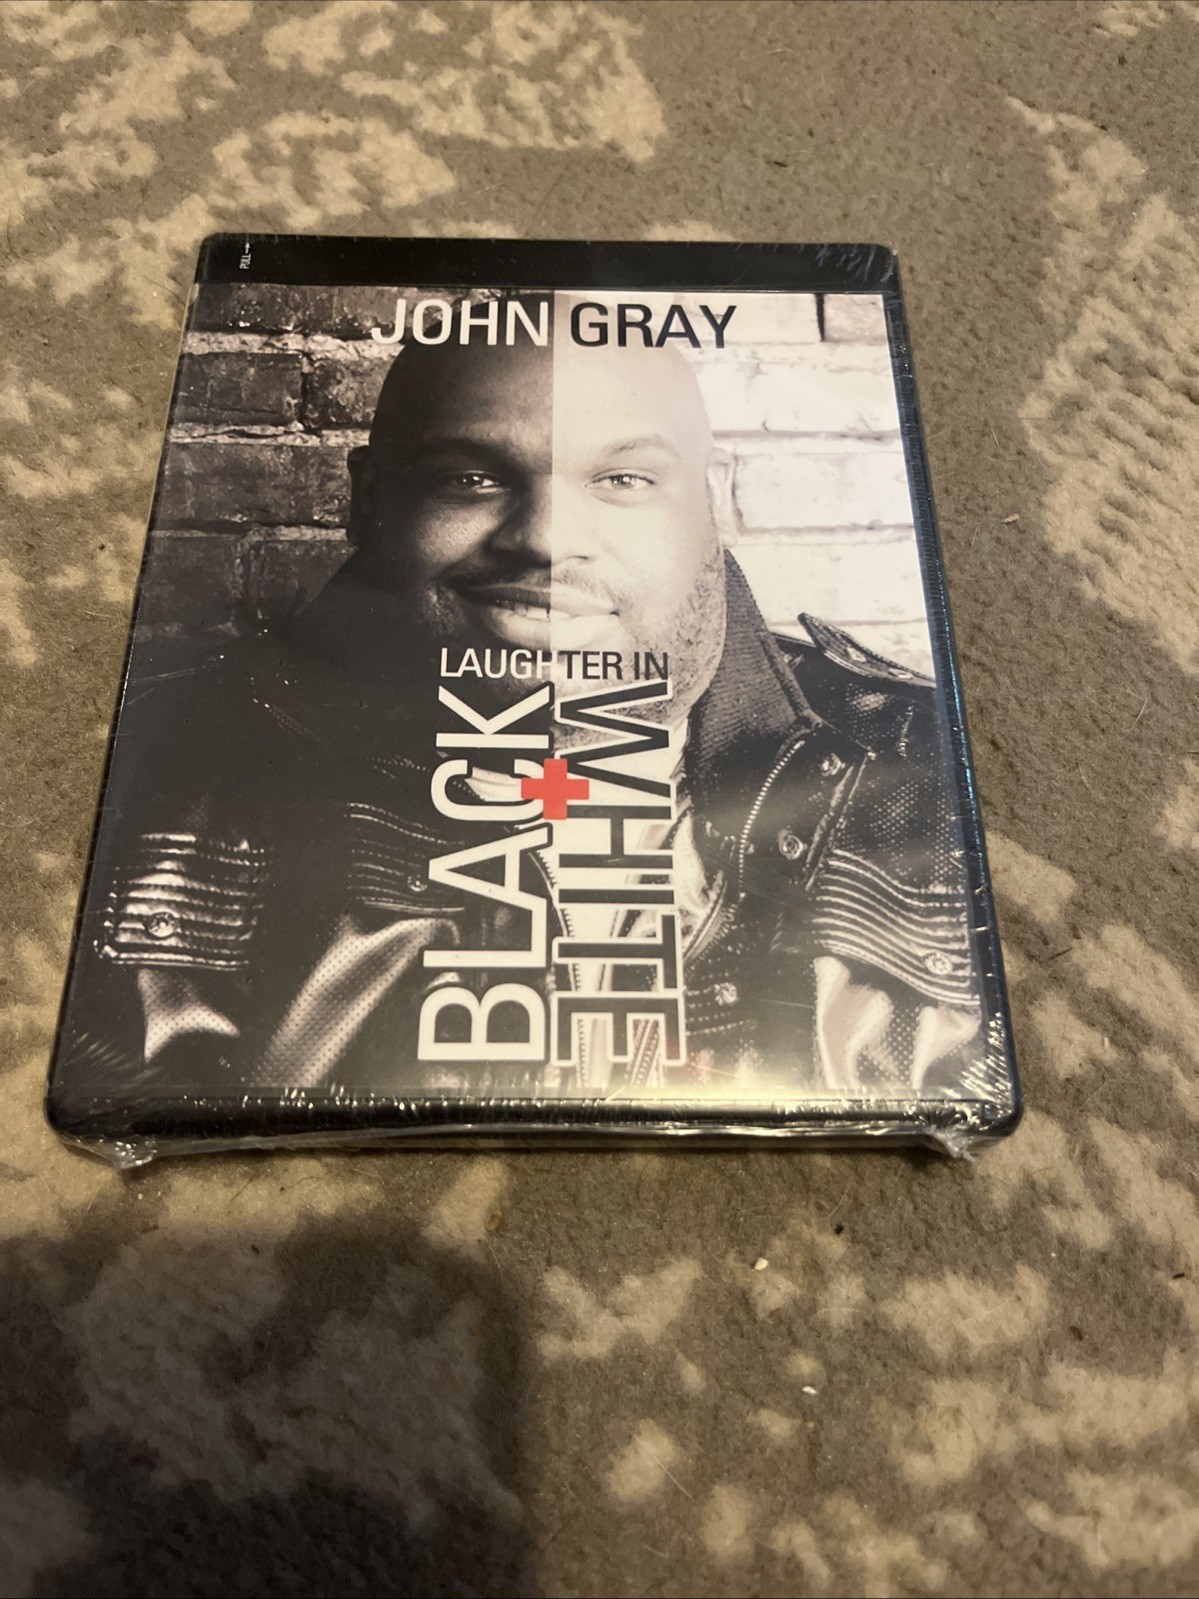 PULL
JOHN GRAY
LAUGHTER IN
BLACK
+
WHITE